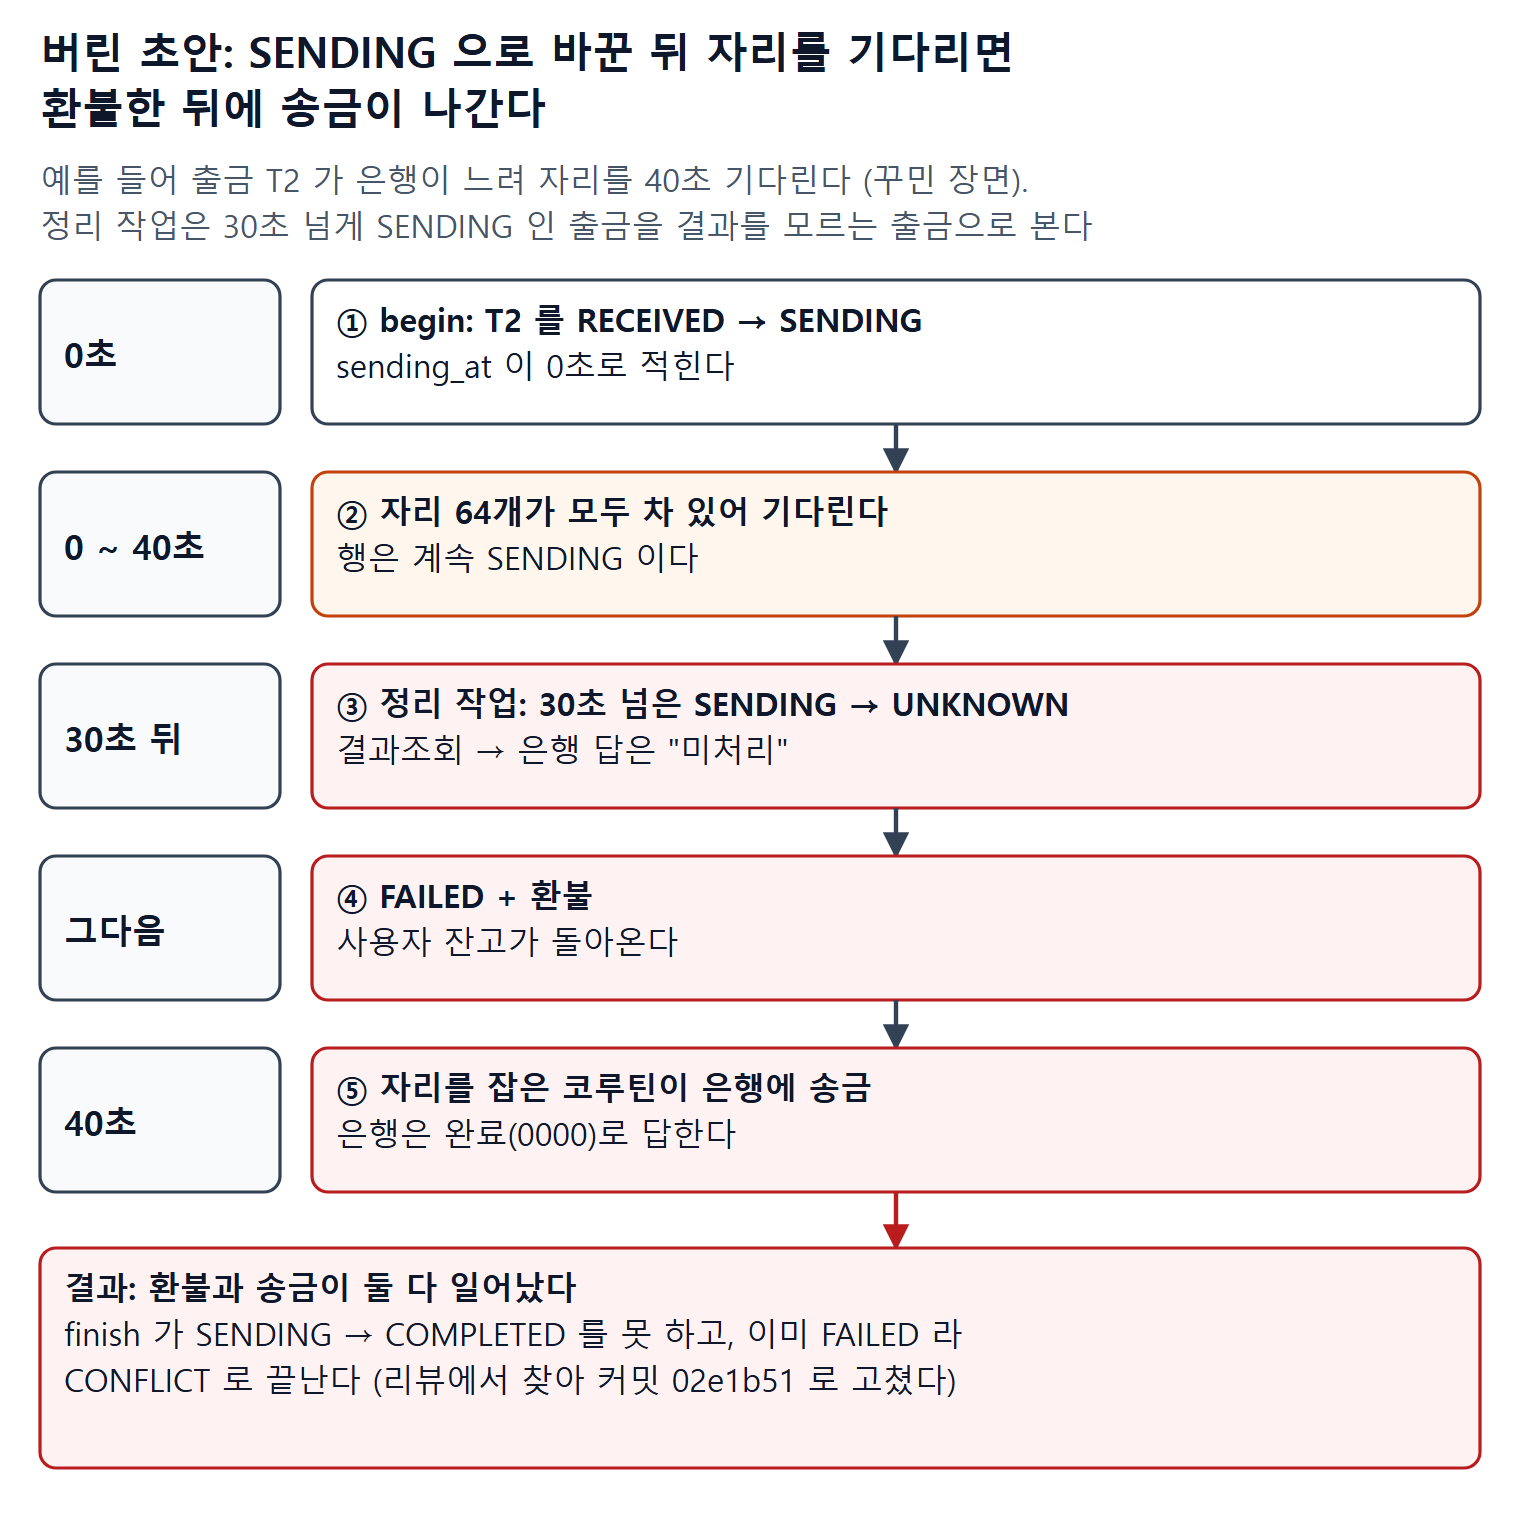 버린 초안: SENDING 으로 바꾼 뒤 자리를 기다리면
환불한 뒤에 송금이 나간다
예를 들어 출금 T2 가 은행이 느려 자리를 40초 기다린다 (꾸민 장면).
정리 작업은 30초 넘게 SENDING 인 출금을 결과를 모르는 출금으로 본다
0초
① begin: T2 를 RECEIVED → SENDING
sending_at 이 0초로 적힌다
0 ~ 40초
② 자리 64개가 모두 차 있어 기다린다
행은 계속 SENDING 이다
30초 뒤
③ 정리 작업: 30초 넘은 SENDING → UNKNOWN
결과조회 → 은행 답은 "미처리"
그다음
④ FAILED + 환불
사용자 잔고가 돌아온다
40초
⑤ 자리를 잡은 코루틴이 은행에 송금
은행은 완료(0000)로 답한다
결과: 환불과 송금이 둘 다 일어났다
finish 가 SENDING → COMPLETED 를 못 하고, 이미 FAILED 라
CONFLICT 로 끝난다 (리뷰에서 찾아 커밋 02e1b51 로 고쳤다)